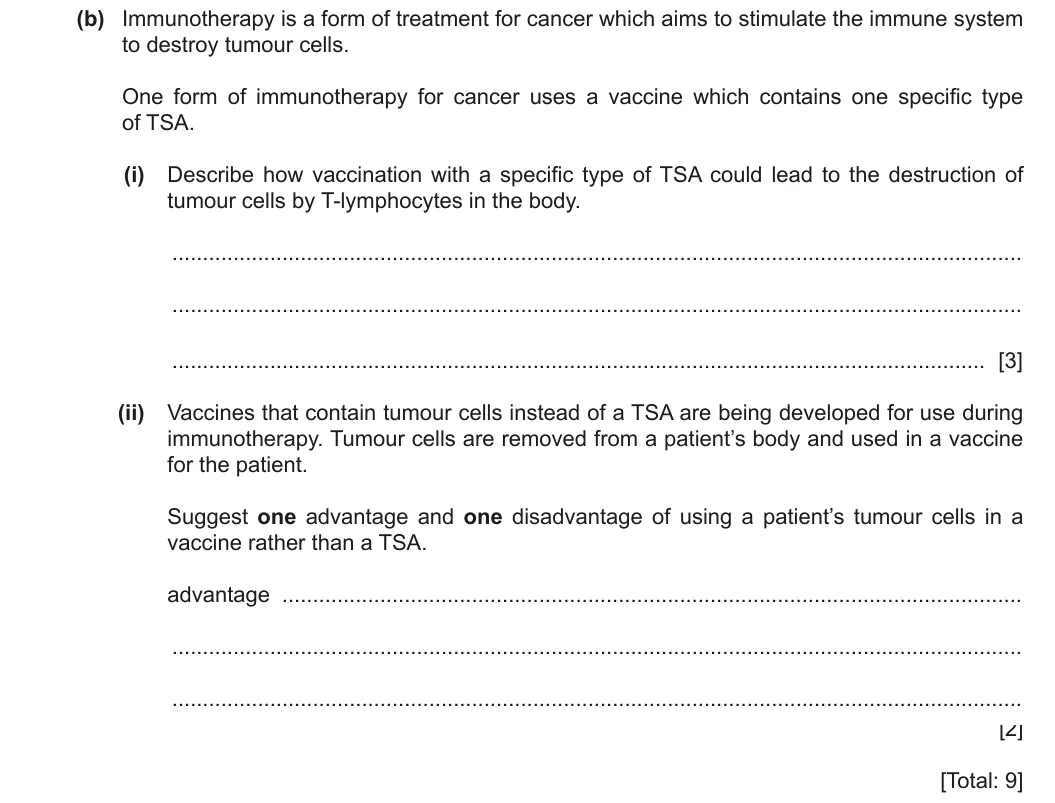 (b) Immunotherapy is a form of treatment for cancer which aims to stimulate the immune system
to destroy tumour cells.
One form of immunotherapy for cancer uses a vaccine which contains one specific type
of TSA.
(i) Describe how vaccination with a specific type of TSA could lead to the destruction of
tumour cells by T-lymphocytes in the body.
...................................................................................................................................
...................................................................................................................................
............................................................................................................................. [3]
(ii) Vaccines that contain tumour cells instead of a TSA are being developed for use during
immunotherapy. Tumour cells are removed from a patient’s body and used in a vaccine
for the patient.
Suggest one advantage and one disadvantage of using a patient’s tumour cells in a
vaccine rather than a TSA.
advantage ..................................................................................................................
...................................................................................................................................
...................................................................................................................................
[2]
[Total: 9]